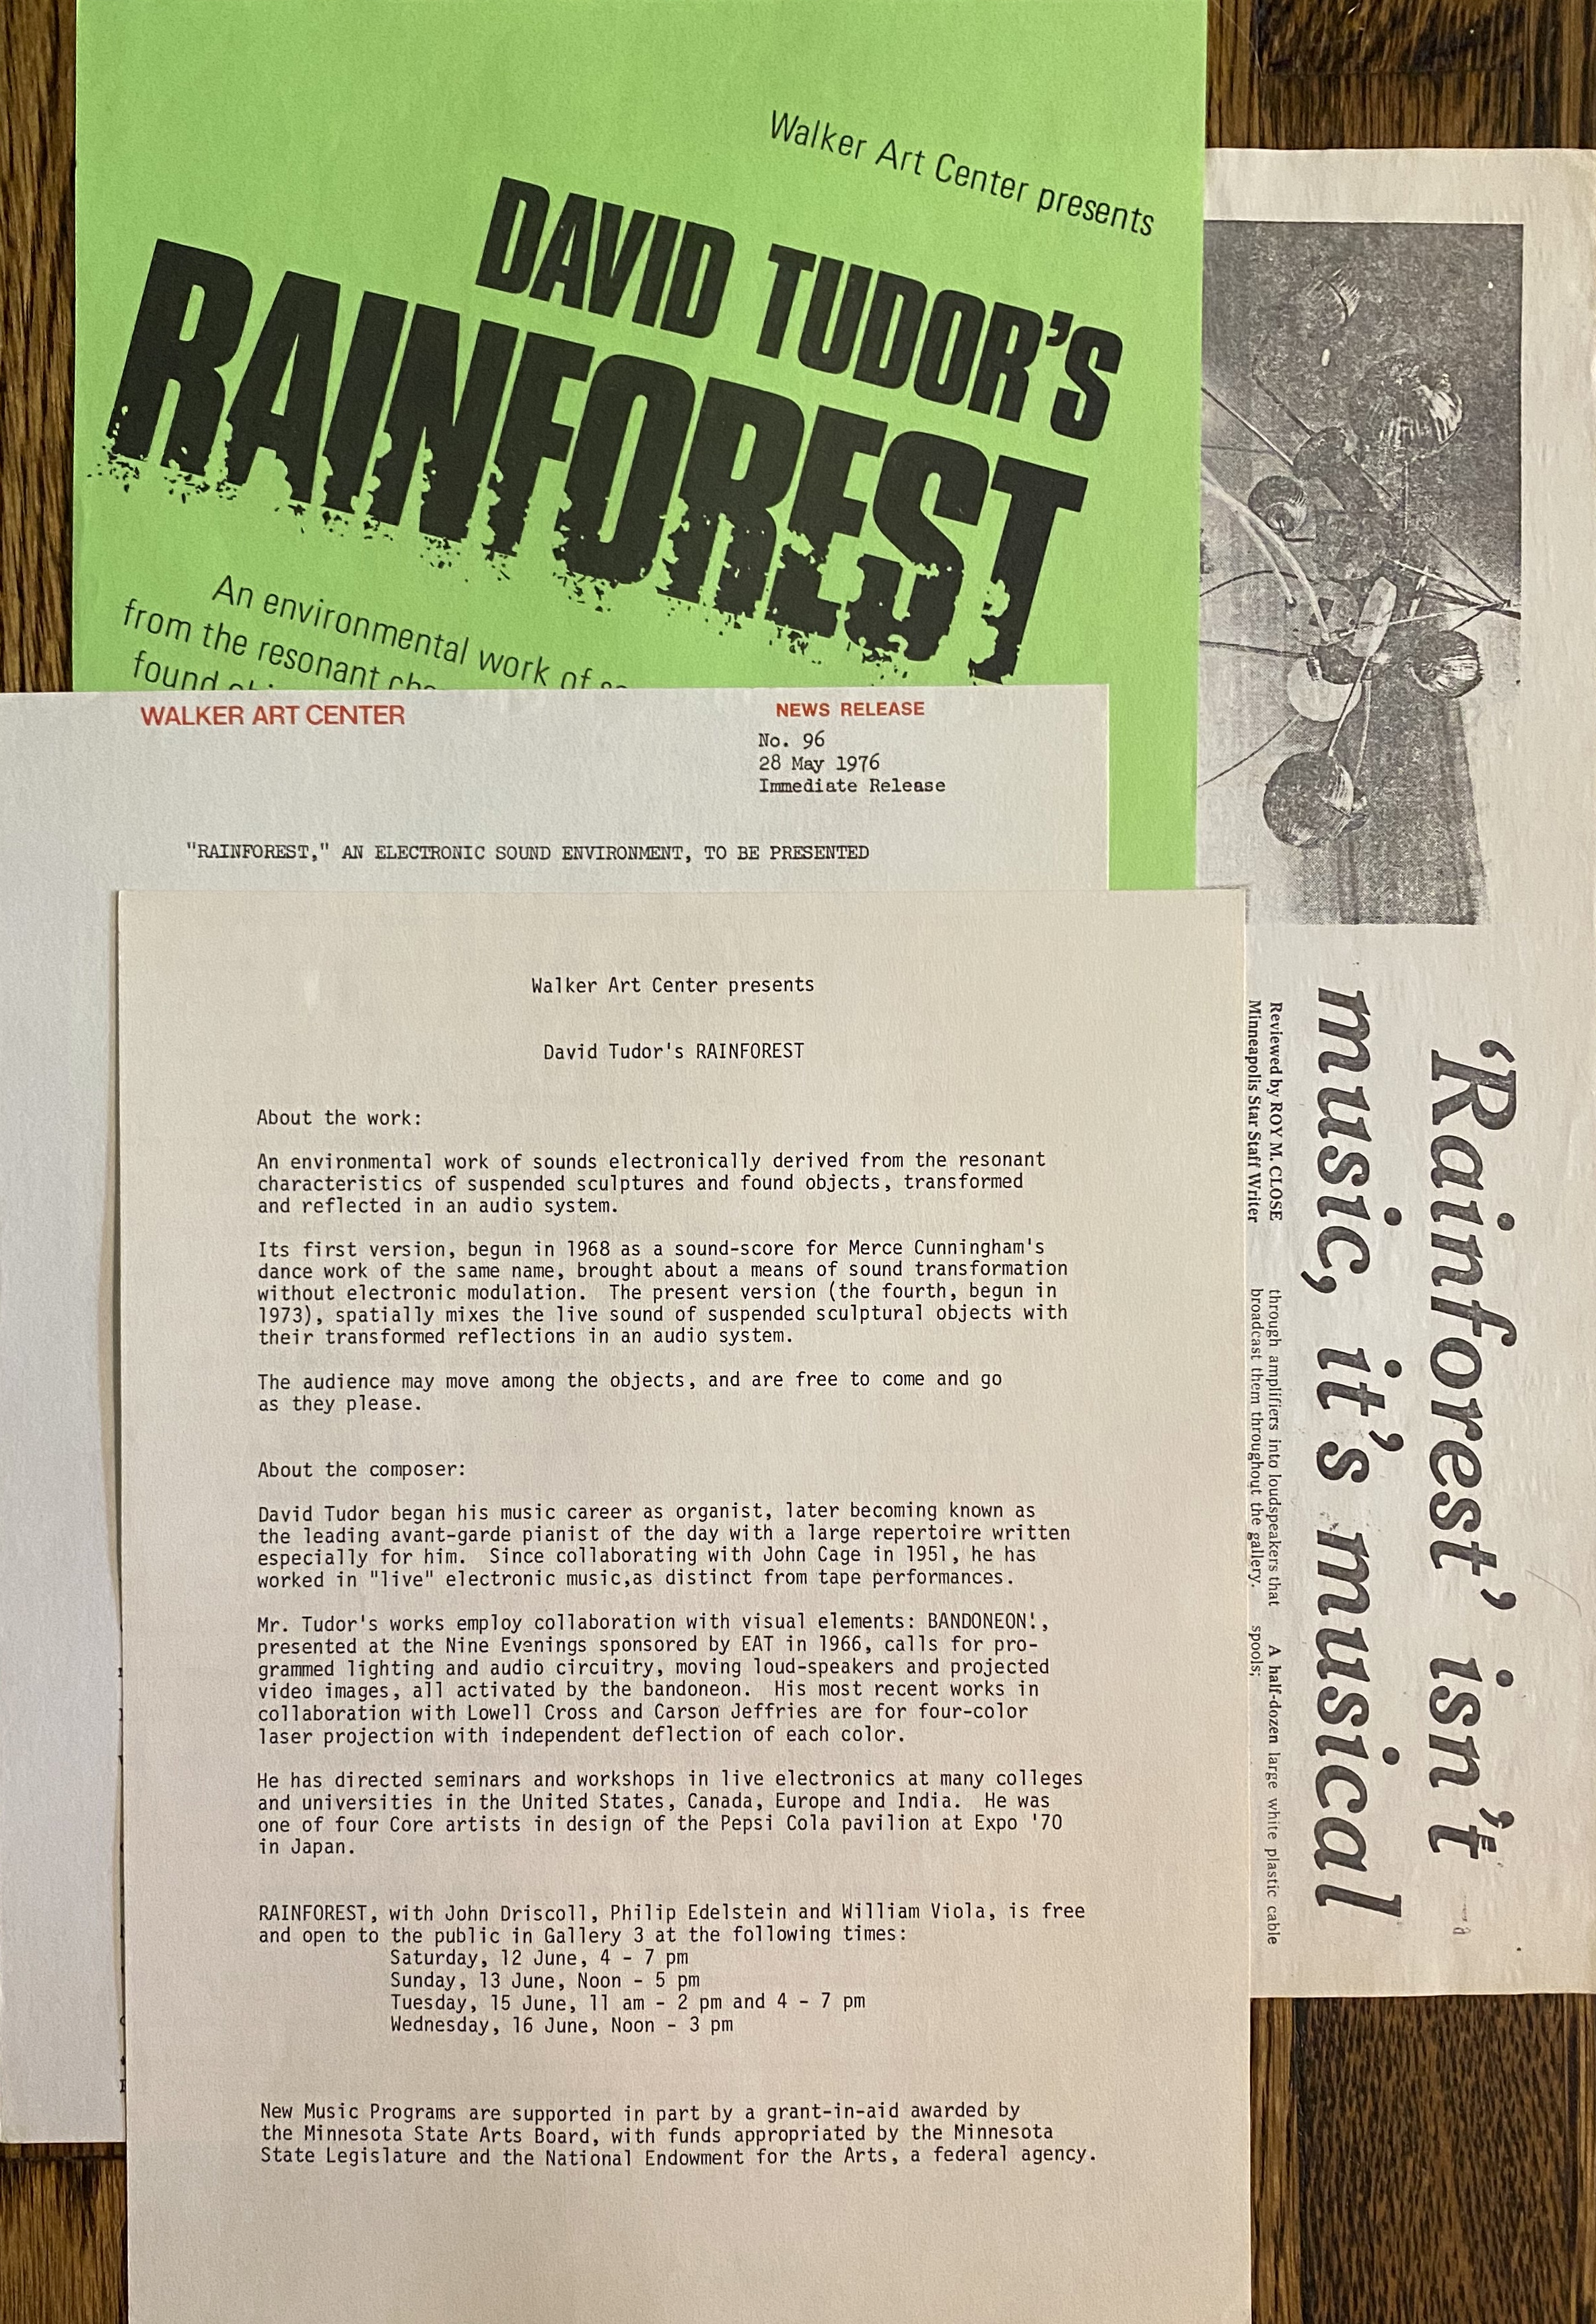 Walker Art Center presents
DAVID TUDOR'S
RAINFOREST
An environmental work of
from the resonant
found
WALKER ART CENTER
NEWS RELEASE
No. 96
28 May 1976
Immediate Release
"RAINFOREST," AN ELECTRONIC SOUND ENVIRONMENT, TO BE PRESENTED
Walker Art Center presents
David Tudor's RAINFOREST
About the work:
An environmental work of sounds electronically derived from the resonant
characteristics of suspended sculptures and found objects, transformed
and reflected in an audio system.
Its first version, begun in 1968 as a sound-score for Merce Cunningham's
dance work of the same name, brought about a means of sound transformation
without electronic modulation. The present version (the fourth, begun in
1973), spatially mixes the live sound of suspended sculptural objects with
their transformed reflections in an audio system.
The audience may move among the objects, and are free to come and go
as they please.
About the composer:
David Tudor began his music career as organist, later becoming known as
the leading avant-garde pianist of the day with a large repertoire written
especially for him. Since collaborating with John Cage in 1951, he has
worked in "live" electronic music,as distinct from tape performances.
Mr. Tudor's works employ collaboration with visual elements: BANDONEON!,
presented at the Nine Evenings sponsored by EAT in 1966, calls for pro-
grammed lighting and audio circuitry, moving loud-speakers and projected
video images, all activated by the bandoneon. His most recent works in
collaboration with Lowell Cross and Carson Jeffries are for four-color
laser projection with independent deflection of each color.
He has directed seminars and workshops in live electronics at many colleges
and universities in the United States, Canada, Europe and India. He was
one of four Core artists in design of the Pepsi Cola pavilion at Expo '70
in Japan.
RAINFOREST, with John Driscoll, Philip Edelstein and William Viola, is free
and open to the public in Gallery 3 at the following times:
Saturday, 12 June, 4 - 7 pm
Sunday, 13 June, Noon - 5 pm
Tuesday, 15 June, 11 am - 2 pm and 4 - 7 pm
Wednesday, 16 June, Noon - 3 pm
New Music Programs are supported in part by a grant-in-aid awarded by
the Minnesota State Arts Board, with funds appropriated by the Minnesota
State Legislature and the National Endowment for the Arts, a federal agency.
'Rainforest' isn't
music, it's musical
Reviewed by ROY M. CLOSE
Minneapolis Star Staff Writer
through amplifiers into loudspeakers that
broadcast them throughout the gallery.
A half-dozen large white plastic cable
spools;